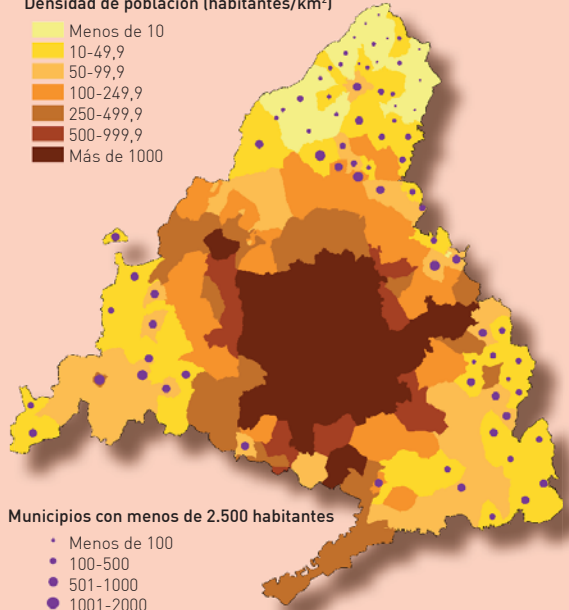 Densidad de población (habitantes/km²)
Menos de 10
10-49,9
50-99,9
100-249,9
250-499,9
500-999,9
Más de 1000
Municipios con menos de 2.500 habitantes
Menos de 100
100-500
501-1000
1001-2000